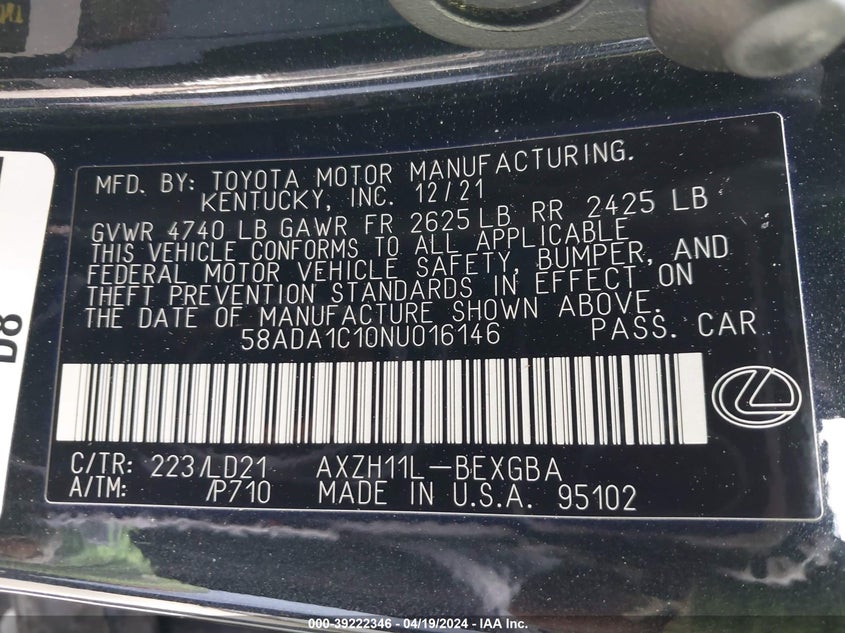 MFD. BY: TOYOTA MOTOR MANUFACTURING.
KENTUCKY, INC. 12/21
GVWR 4740 LB GAWR FR 2625 LB RR 2425 LB
THIS VEHICLE CONFORMS TO ALL APPLICABLE
FEDERAL MOTOR VEHICLE SAFETY, BUMPER, AND
THEFT PREVENTION STANDARDS IN EFFECT ON
THE DATE OF MANUFACTURE SHOWN ABOVE.
58ADA1C10NU016146 PASS. CAR
C/TR: 223/LD21 AXZH11L-BEXGBA
A/TM: /P710 MADE IN U.S.A. 95102
D8
000-39222346 - 04/19/2024 - IAA Inc.